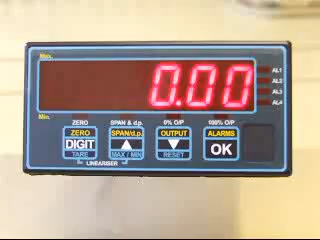 Max.
0.00
AL1
AL2
AL3
AL4
Min.
ZERO SPAN & d.p. 0% O/P 100% O/P
ZERO SPAN/d.p. OUTPUT ALARMS
DIGIT ▲ ▼ OK
TARE MAX / MIN RESET
LINEARISER